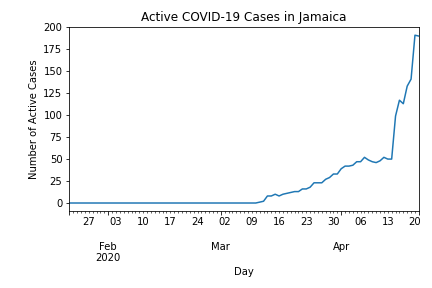 Active COVID-19 Cases in Jamaica
Number of Active Cases
200
175
150
125
100
75
50
25
0
27 03 10 17 24 02 09 16 23 30 06 13 20
Feb Mar Apr
2020
Day